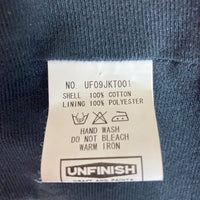 NO. UF09JKT001
SHELL 100% COTTON
LINING 100% POLYESTER
HAND WASH
DO NOT BLEACH
WARM IRON
UNFINISH